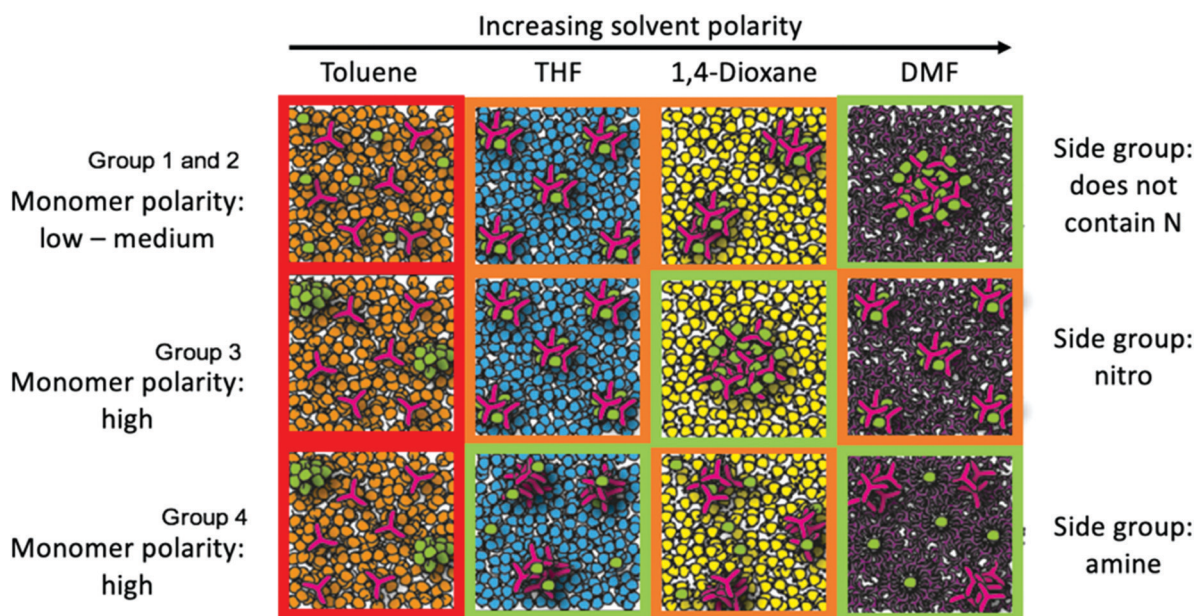 Increasing solvent polarity
Toluene THF 1,4-Dioxane DMF
Group 1 and 2
Monomer polarity:
low – medium
Side group:
does not
contain N
Group 3
Monomer polarity:
high
Side group:
nitro
Group 4
Monomer polarity:
high
Side group:
amine